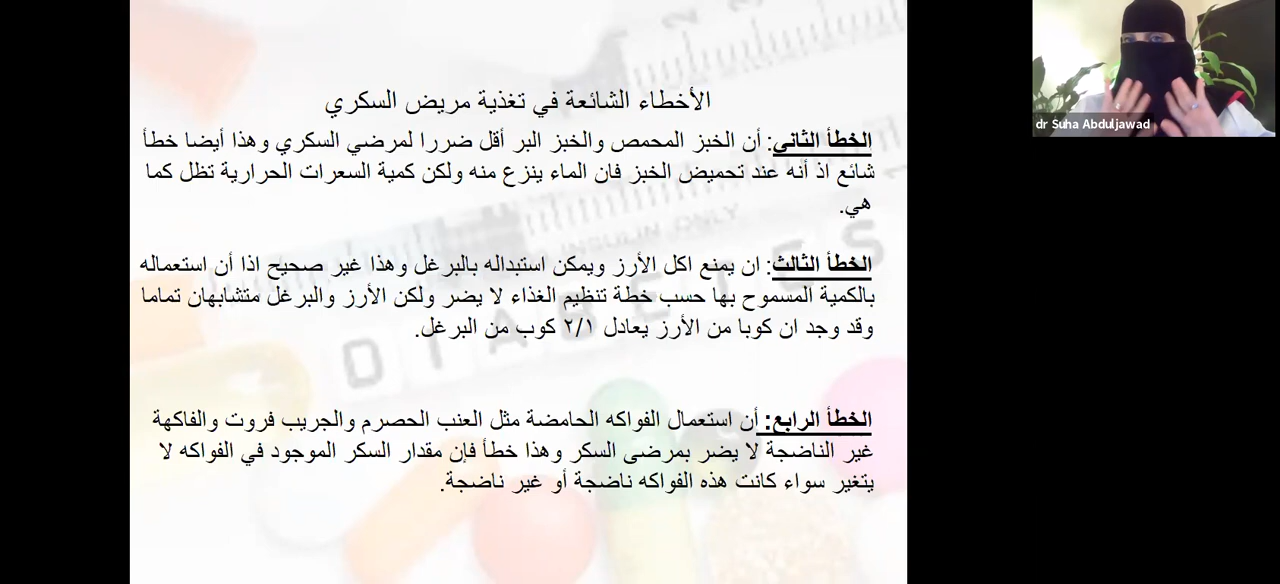 الأخطاء الشائعة في تغذية مريض السكري
الخطأ الثاني: أن الخبز المحمص والخبز البر أقل ضررا لمرضي السكري وهذا أيضا خطأ
شائع اذ أنه عند تحميض الخبز فان الماء ينزع منه ولكن كمية السعرات الحرارية تظل كما
هي.
الخطأ الثالث: ان يمنع اكل الأرز ويمكن استبداله بالبرغل وهذا غير صحيح اذا أن استعماله
بالكمية المسموح بها حسب خطة تنظيم الغذاء لا يضر ولكن الأرز والبرغل متشابهان تماما
وقد وجد ان كوبا من الأرز يعادل ٢/١ كوب من البرغل.
الخطأ الرابع: أن استعمال الفواكه الحامضة مثل العنب الحصرم والجريب فروت والفاكهة
غير الناضجة لا يضر بمرضى السكر وهذا خطأ فإن مقدار السكر الموجود في الفواكه لا
يتغير سواء كانت هذه الفواكه ناضجة أو غير ناضجة.
INSULIN ONLY
DIABETES
dr Suha Abduljawad